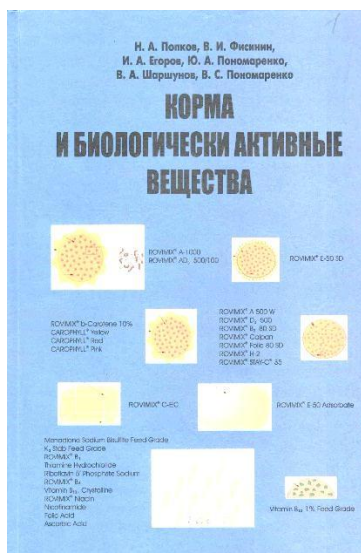 Н. А. Попков, В. И. Фисинин,
И. А. Егоров, Ю. А. Пономаренко,
В. А. Шаршунов, В. С. Пономаренко
КОРМА
И БИОЛОГИЧЕСКИ АКТИВНЫЕ
ВЕЩЕСТВА
ROVIMIX® A-1000
ROVIMIX® AD₃ 500/100
ROVIMIX® E-50 SD
ROVIMIX® b-Carotene 10%
CAROPHYLL® Yellow
CAROPHYLL® Red
CAROPHYLL® Pink
ROVIMIX® A 500 W
ROVIMIX® D₃ 500
ROVIMIX® 80 SD
ROVIMIX® Calpan
ROVIMIX® Folic 80 SD
ROVIMIX® H-2
ROVIMIX® STAY-C® 35
ROVIMIX® C-EC
ROVIMIX® E 50 Adsorbate
Menadione Sodium Bisulfite Feed Grade
K₃ Stab Feed Grade
ROVIMIX®
Thiamine Hydrochloride
Riboflavin 5' Phosphate Sodium
ROVIMIX®
Vitamin B₁₂, Crystalline
ROVIMIX® Niacin
Nicotinamide
Folic Acid
Ascorbic Acid
Vitamin B₁₂ 1% Feed Grade